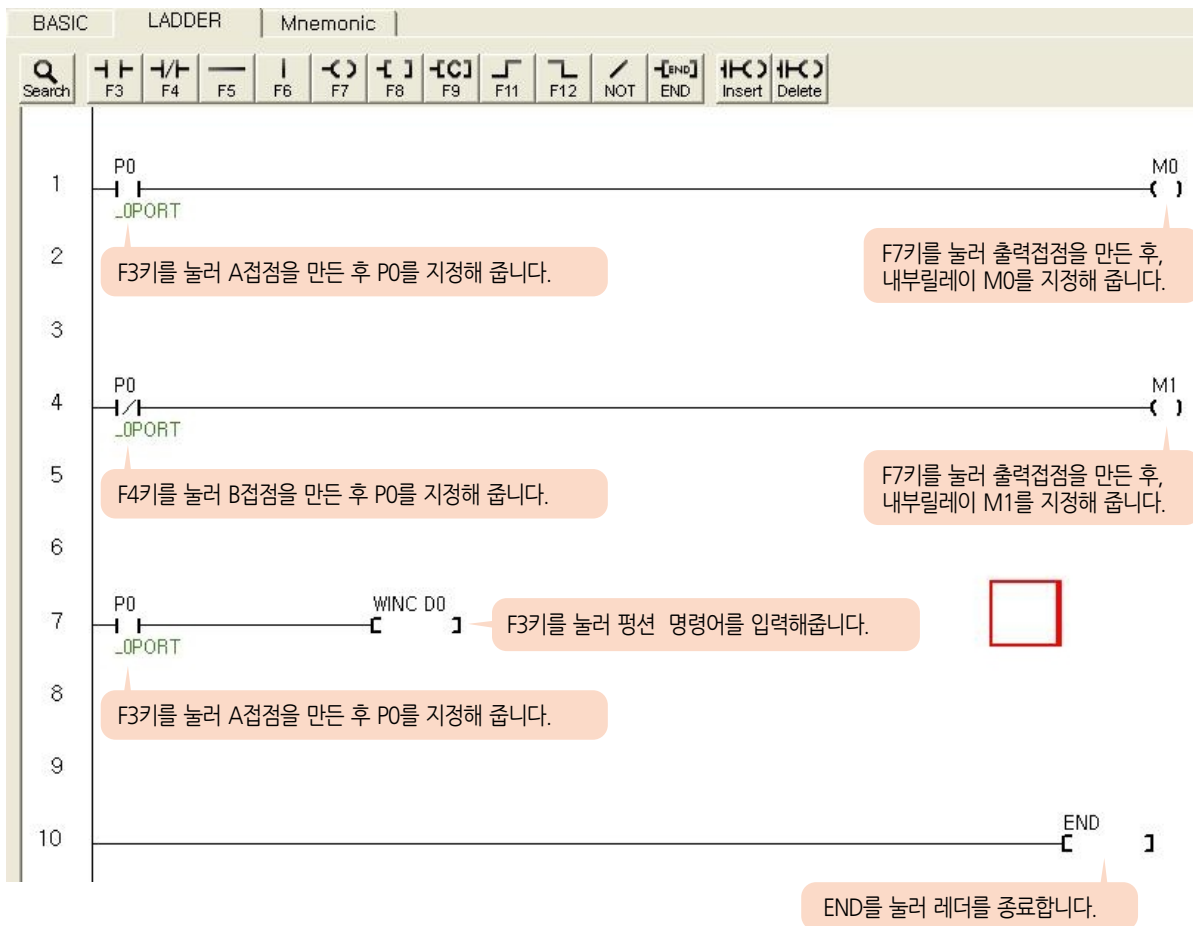 BASIC LADDER Mnemonic
Search F3 F4 F5 F6 F7 F8 F9 F11 F12 NOT END Insert Delete
P0 M0
1
_0PORT
2
F3키를 눌러 A접점을 만든 후 P0를 지정해 줍니다.
F7키를 눌러 출력접점을 만든 후,
내부릴레이 M0를 지정해 줍니다.
3
P0 M1
4
_0PORT
5
F4키를 눌러 B접점을 만든 후 P0를 지정해 줍니다.
F7키를 눌러 출력접점을 만든 후,
내부릴레이 M1를 지정해 줍니다.
6
P0 WINC D0
7
F3키를 눌러 펑션 명령어를 입력해줍니다.
_0PORT
8
F3키를 눌러 A접점을 만든 후 P0를 지정해 줍니다.
9
END
10
END를 눌러 레더를 종료합니다.